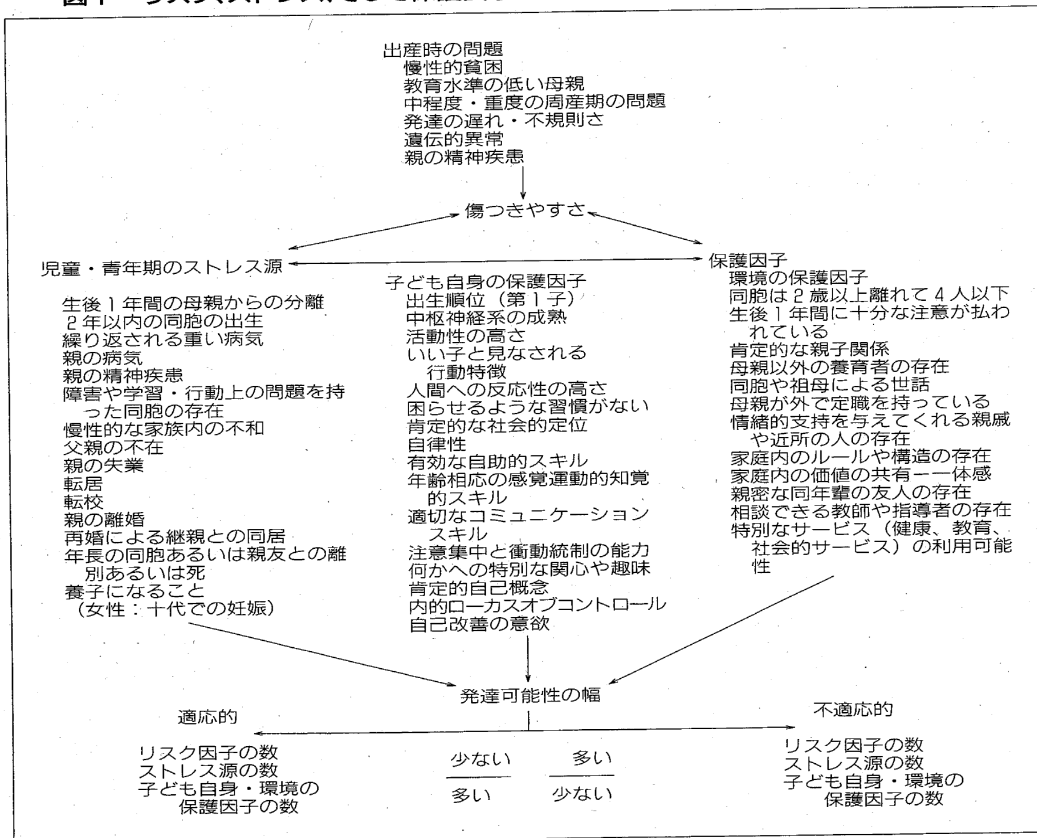 出産時の問題
慢性的貧困
教育水準の低い母親
中程度・重度の周産期の問題
発達の遅れ・不規則さ
遺伝的異常
親の精神疾患
傷つきやすさ
児童・青年期のストレス源
生後1年間の母親からの分離
2年以内の同胞の出生
繰り返される重い病気
親の病気
親の精神疾患
障害や学習・行動上の問題を持
った同胞の存在
慢性的な家族内の不和
父親の不在
親の失業
転居
転校
親の離婚
再婚による継親との同居
年長の同胞あるいは親友との離
別あるいは死
養子になること
（女性：十代での妊娠）
子ども自身の保護因子
出生順位（第1子）
中枢神経系の成熟
活動性の高さ
いい子と見なされる
行動特徴
人間への反応性の高さ
困らせるような習慣がない
肯定的な社会的定位
自律性
有効な自助的スキル
年齢相応の感覚運動的知覚
的スキル
適切なコミュニケーション
スキル
注意集中と衝動統制の能力
何かへの特別な関心や趣味
肯定的自己概念
内的ローカスオブコントロール
自己改善の意欲
保護因子
環境の保護因子
同胞は2歳以上離れて4人以下
生後1年間に十分な注意が払わ
れている
肯定的な親子関係
母親以外の養育者の存在
同胞や祖母による世話
母親が外で定職を持っている
情緒的支持を与えてくれる親戚
や近所の人の存在
家庭内のルールや構造の存在
家庭内の価値の共有－一体感
親密な同年輩の友人の存在
相談できる教師や指導者の存在
特別なサービス（健康、教育、
社会的サービス）の利用可能
性
発達可能性の幅
適応的
リスク因子の数
ストレス源の数
子ども自身・環境の
保護因子の数
少ない 多い
多い 少ない
不適応的
リスク因子の数
ストレス源の数
子ども自身・環境の
保護因子の数